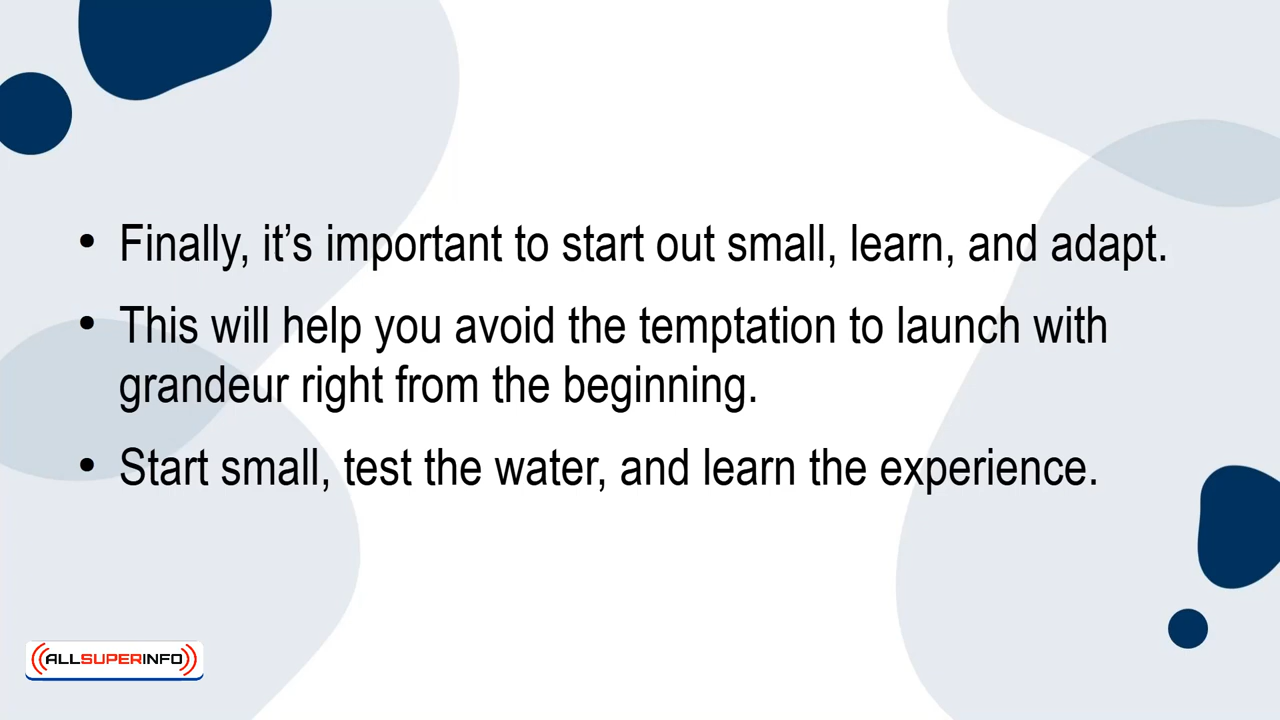 • Finally, it’s important to start out small, learn, and adapt.
• This will help you avoid the temptation to launch with
grandeur right from the beginning.
• Start small, test the water, and learn the experience.
ALLSUPERINFO